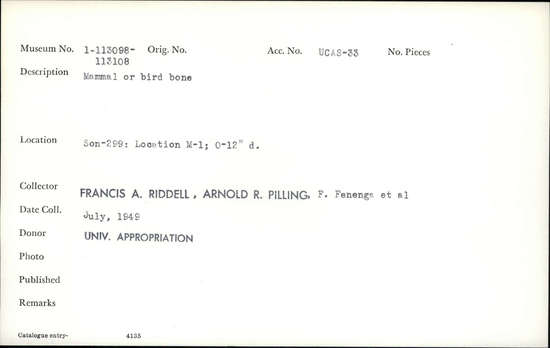 Museum No. 1-113098- Orig. No. Acc. No. UCAS-33 No. Pieces
113108
Description Mammal or bird bone
Location Son-299: Location M-1; 0-12" d.
Collector FRANCIS A. RIDDELL, ARNOLD R. PILLING, F. Fenenga et al
Date Coll. July, 1949
Donor UNIV. APPROPRIATION
Photo
Published
Remarks
Catalogue entry- 4135